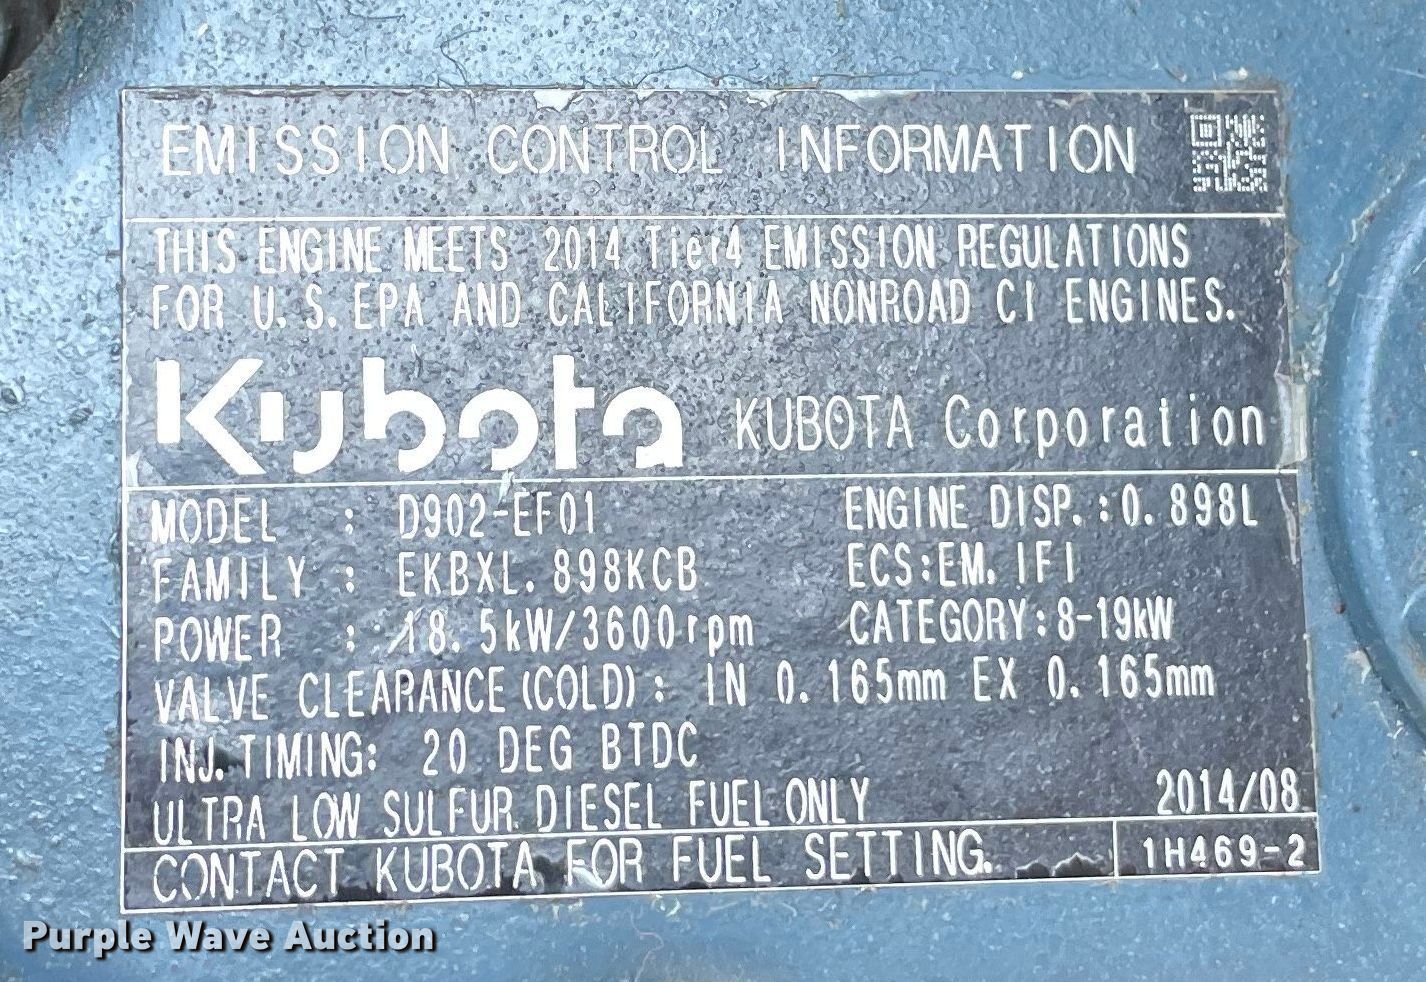 EMISSION CONTROL INFORMATION
THIS ENGINE MEETS 2014 Tier4 EMISSION REGULATIONS
FOR U.S.EPA AND CALIFORNIA NONROAD CI ENGINES.
Kubota KUBOTA Corporation
MODEL : D902-EF01 ENGINE DISP.:0.898L
FAMILY : EKBXL.898KCB ECS:EM, IFI
POWER : 18.5kW/3600rpm CATEGORY:8-19kW
VALVE CLEARANCE(COLD): IN 0.165mm EX 0.165mm
INJ.TIMING: 20 DEG BTDC
ULTRA LOW SULFUR DIESEL FUEL ONLY 2014/08
CONTACT KUBOTA FOR FUEL SETTING. 1H469-2
Purple Wave Auction